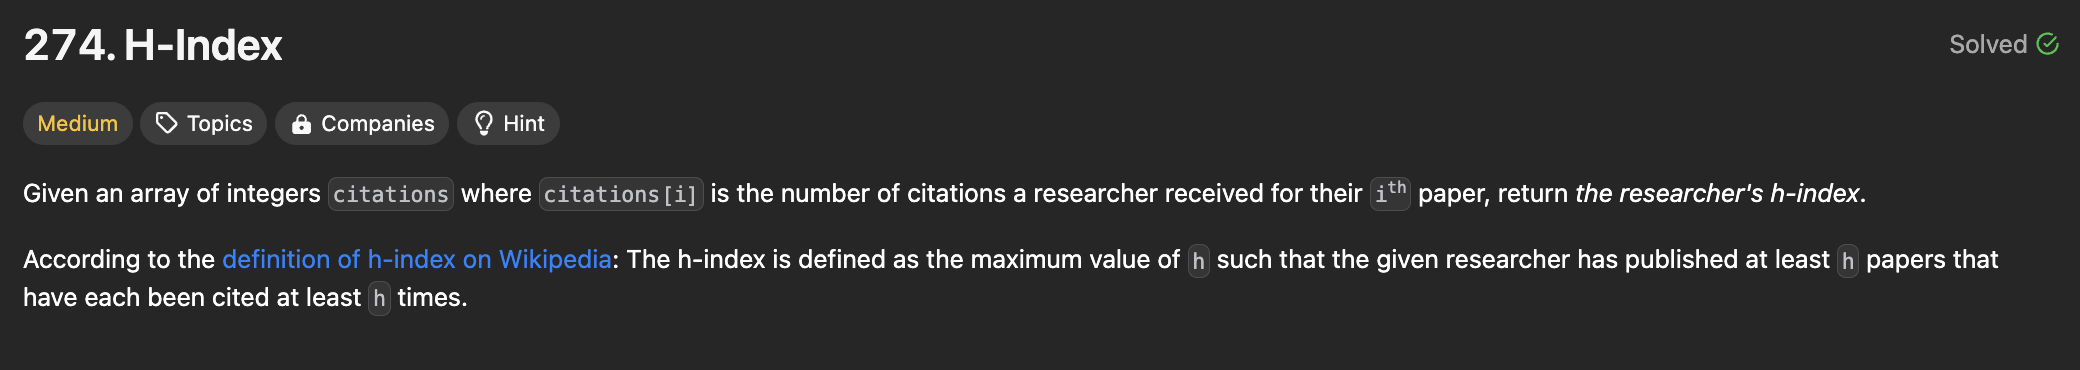 274. H-Index
Solved
Medium Topics Companies Hint
Given an array of integers citations where citations[i] is the number of citations a researcher received for their ith paper, return the researcher's h-index.
According to the definition of h-index on Wikipedia: The h-index is defined as the maximum value of h such that the given researcher has published at least h papers that
have each been cited at least h times.